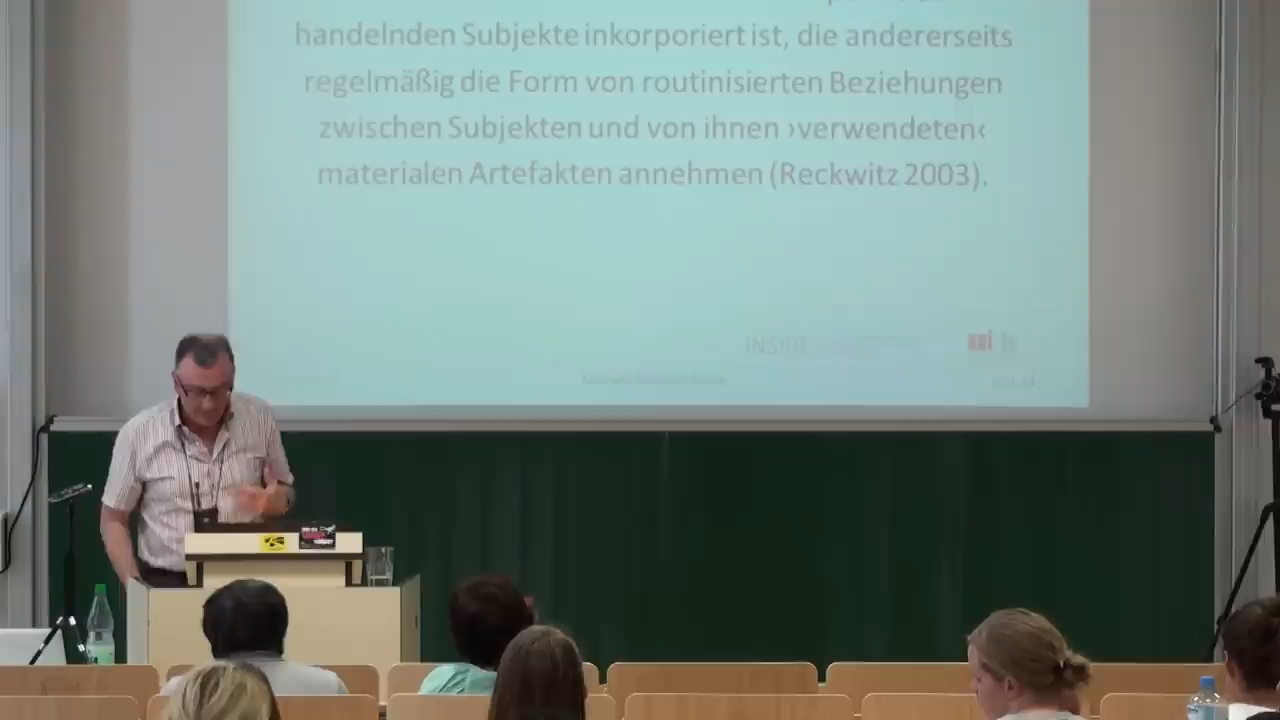 handelnden Subjekte inkorporiert ist, die andererseits
regelmäßig die Form von routinisierten Beziehungen
zwischen Subjekten und von ihnen ›verwendeten‹
materialen Artefakten annehmen (Reckwitz 2003).